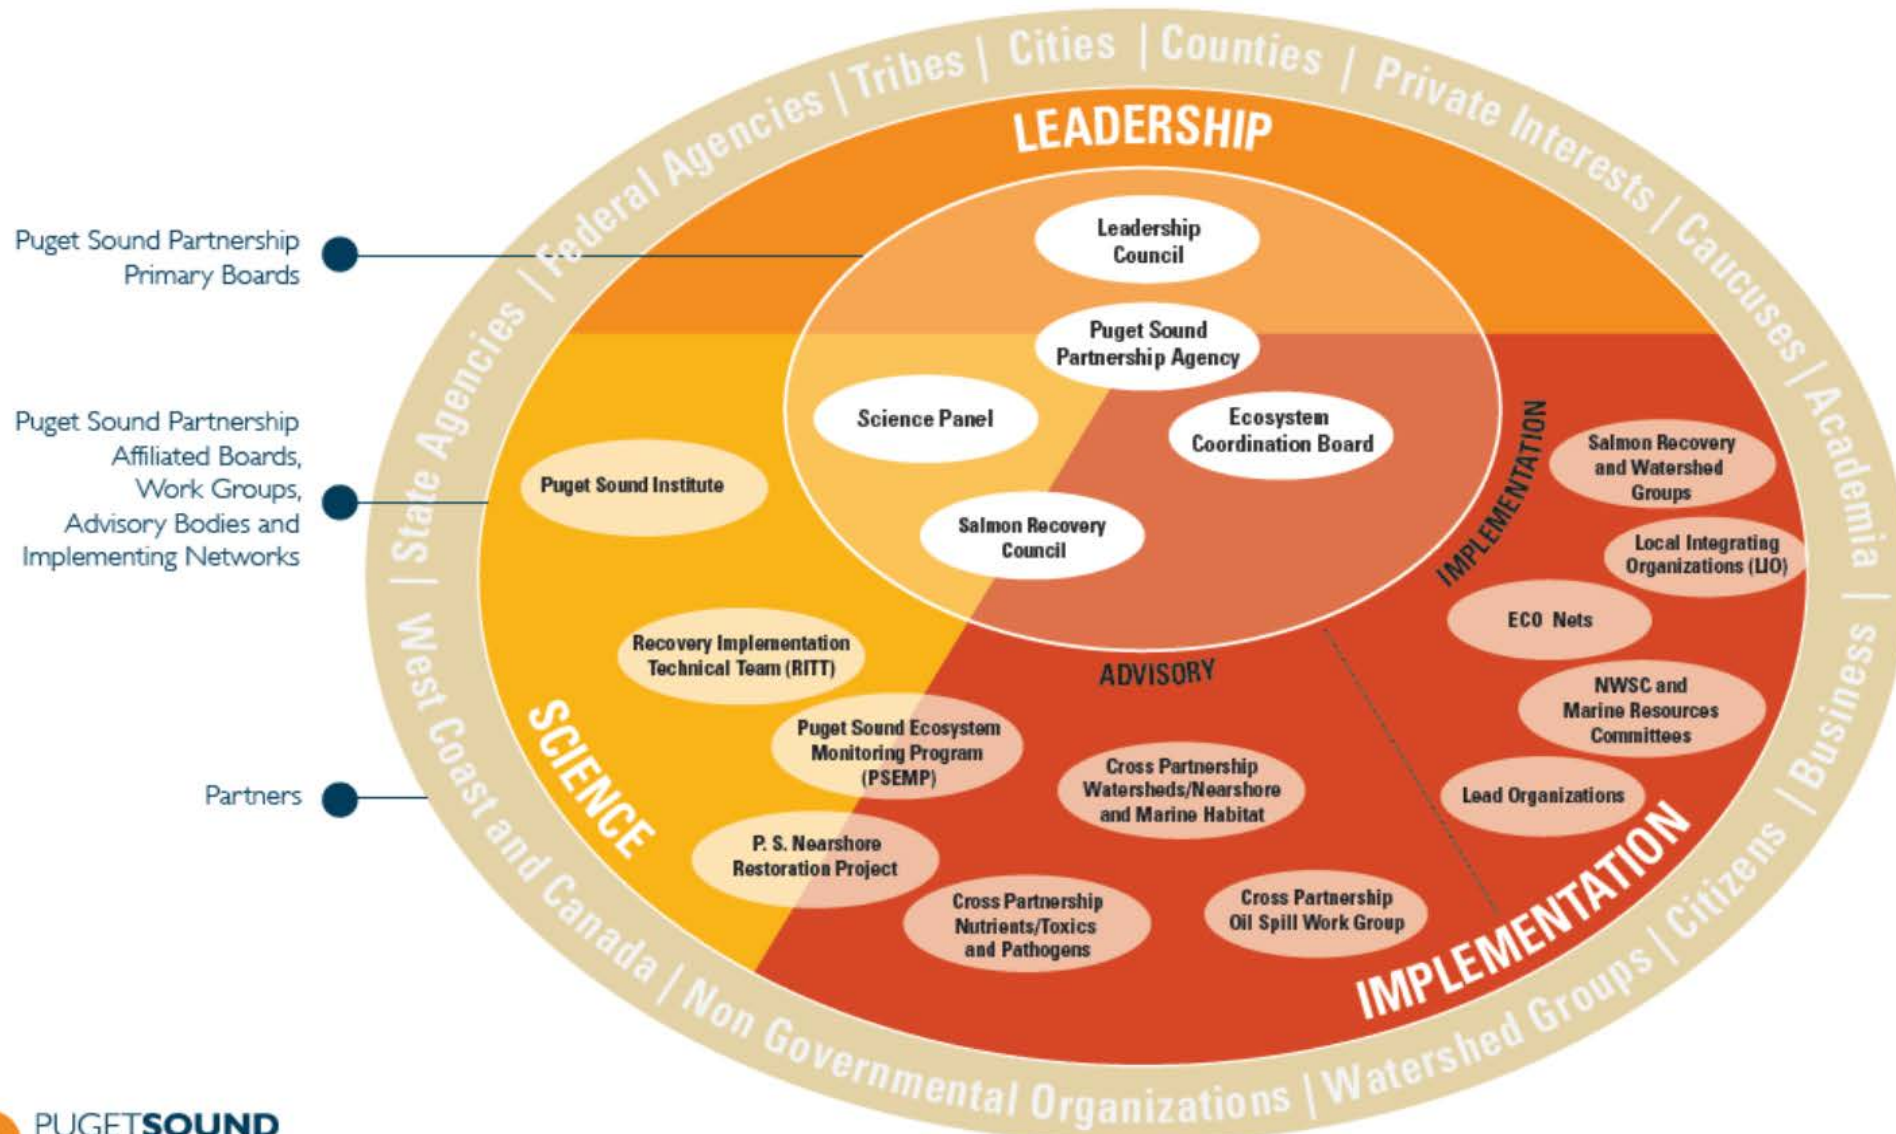 West Coast and Canada | State Agencies | Federal Agencies | Tribes | Cities | Counties | Private Interests | Caucuses | Academia |
Business | Citizens | Watershed Groups | Non Governmental Organizations |
LEADERSHIP
Puget Sound Partnership
Primary Boards
Leadership
Council
Puget Sound
Partnership Agency
Science Panel
Ecosystem
Coordination Board
Salmon Recovery
Council
Puget Sound Partnership
Affiliated Boards,
Work Groups,
Advisory Bodies and
Implementing Networks
Puget Sound Institute
IMPLEMENTATION
Salmon Recovery
and Watershed
Groups
Local Integrating
Organizations (LIO)
ECO Nets
NWSC and
Marine Resources
Committees
Lead Organizations
Recovery Implementation
Technical Team (RITT)
ADVISORY
Puget Sound Ecosystem
Monitoring Program
(PSEMP)
Cross Partnership
Watersheds/Nearshore
and Marine Habitat
Partners
SCIENCE
P. S. Nearshore
Restoration Project
Cross Partnership
Nutrients/Toxics
and Pathogens
Cross Partnership
Oil Spill Work Group
IMPLEMENTATION
PUGETSOUND